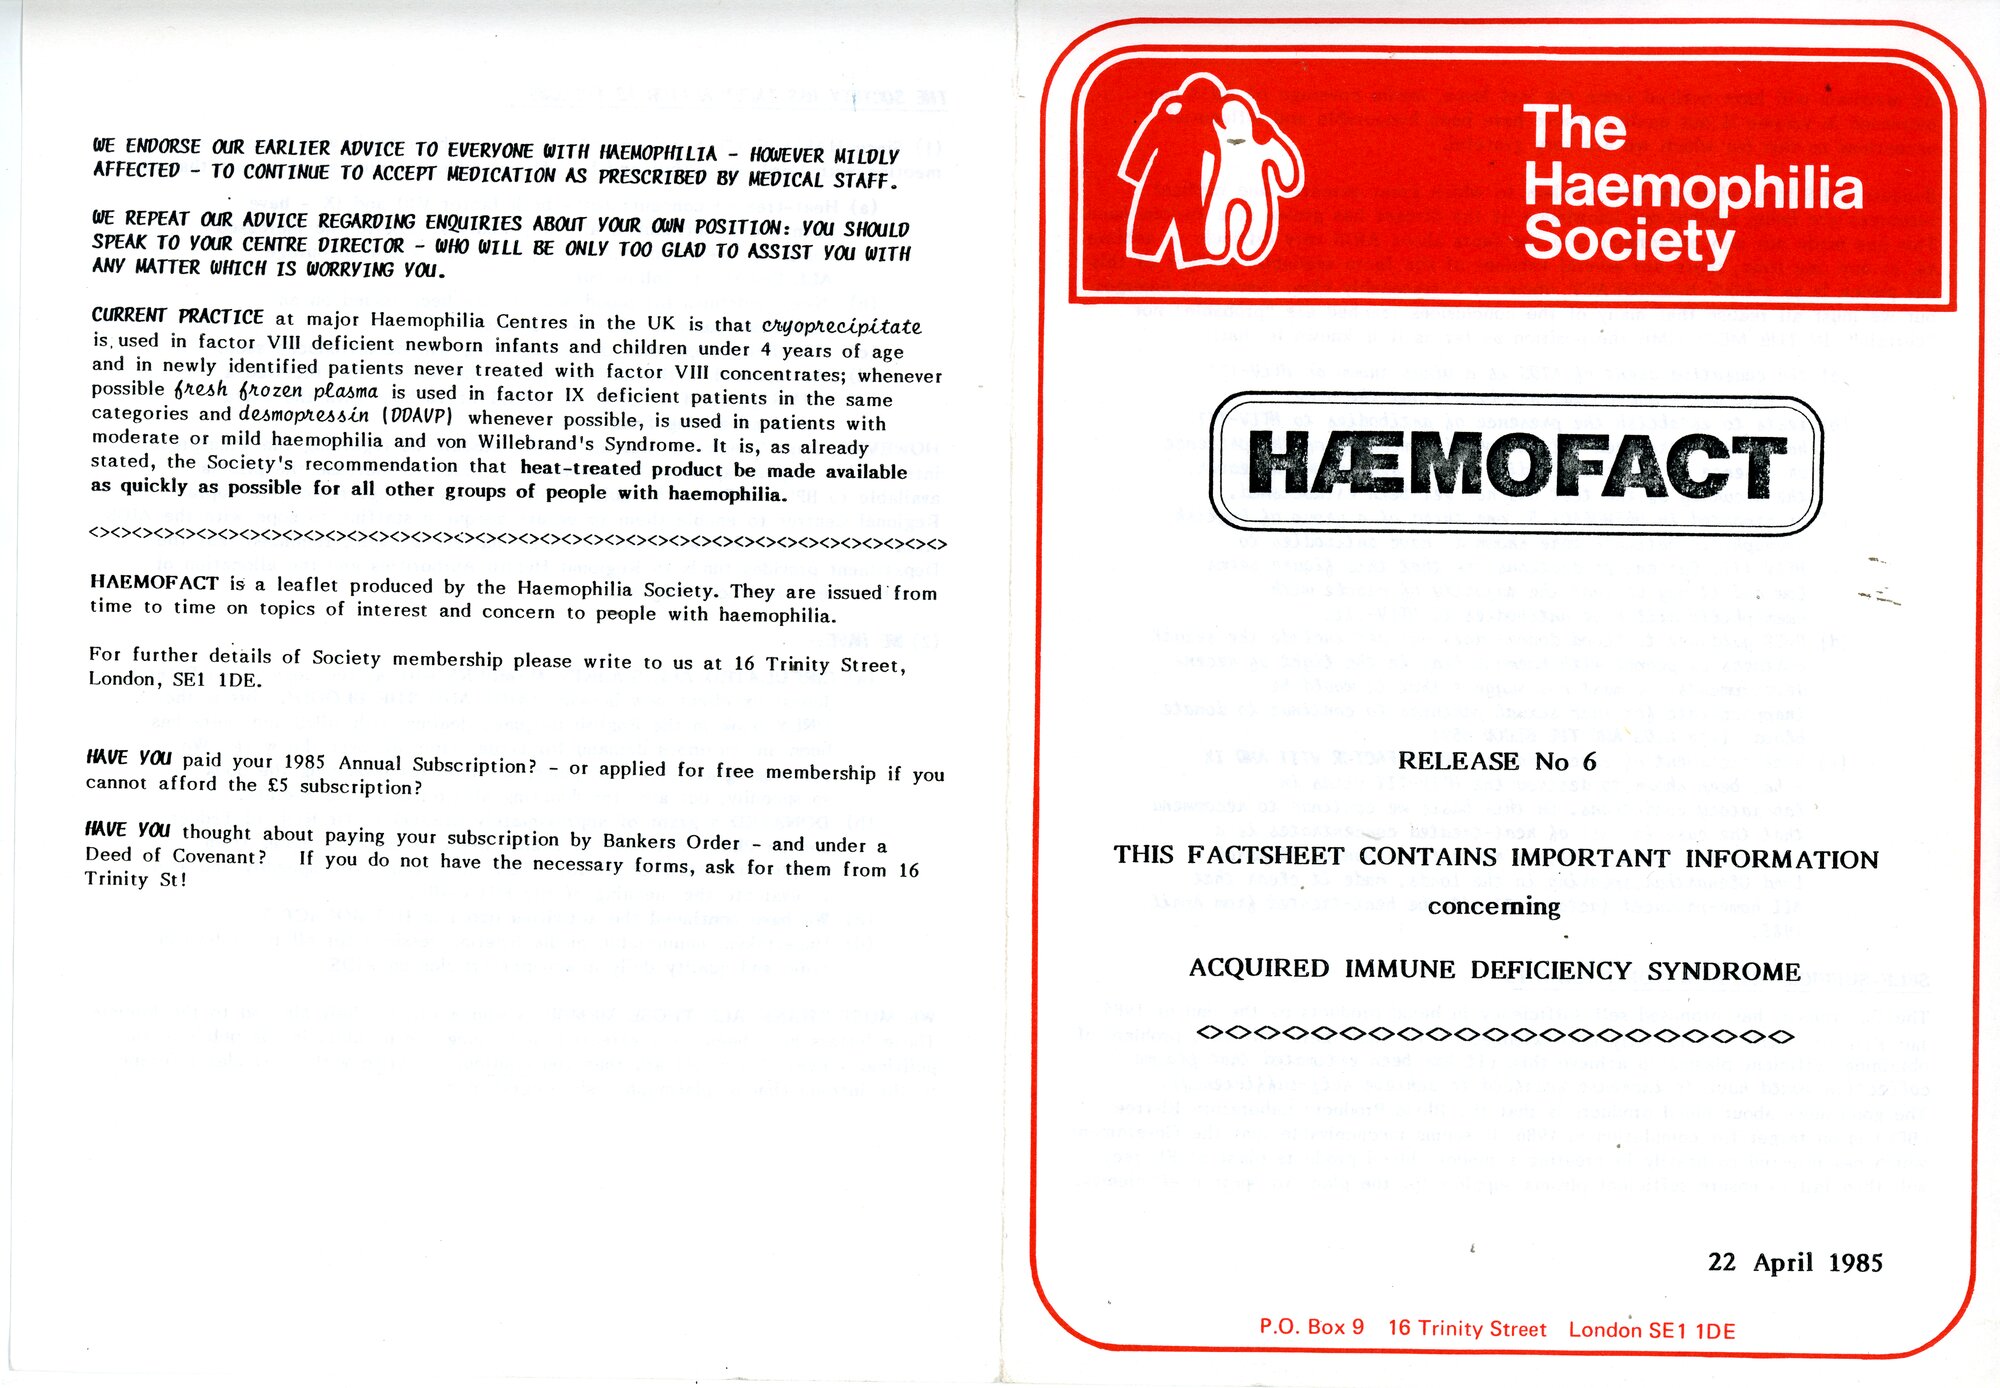 WE ENDORSE OUR EARLIER ADVICE TO EVERYONE WITH HAEMOPHILIA - HOWEVER MILDLY
AFFECTED - TO CONTINUE TO ACCEPT MEDICATION AS PRESCRIBED BY MEDICAL STAFF.
WE REPEAT OUR ADVICE REGARDING ENQUIRIES ABOUT YOUR OWN POSITION: YOU SHOULD
SPEAK TO YOUR CENTRE DIRECTOR - WHO WILL BE ONLY TOO GLAD TO ASSIST YOU WITH
ANY MATTER WHICH IS WORRYING YOU.
CURRENT PRACTICE at major Haemophilia Centres in the UK is that cryoprecipitate
is used in factor VIII deficient newborn infants and children under 4 years of age
and in newly identified patients never treated with factor VIII concentrates; whenever
possible fresh frozen plasma is used in factor IX deficient patients in the same
categories and desmopressin (DDAVP) whenever possible, is used in patients with
moderate or mild haemophilia and von Willebrand's Syndrome. It is, as already
stated, the Society's recommendation that heat-treated product be made available
as quickly as possible for all other groups of people with haemophilia.
<><><><><><><><><><><><><><><><><><><><><><><><><><><><><><><><><><><><><><><><>
HAEMOFACT is a leaflet produced by the Haemophilia Society. They are issued from
time to time on topics of interest and concern to people with haemophilia.
For further details of Society membership please write to us at 16 Trinity Street,
London, SE1 1DE.
HAVE YOU paid your 1985 Annual Subscription? - or applied for free membership if you
cannot afford the £5 subscription?
HAVE YOU thought about paying your subscription by Bankers Order - and under a
Deed of Covenant? If you do not have the necessary forms, ask for them from 16
Trinity St!
The
Haemophilia
Society
HÆMOFACT
RELEASE No 6
THIS FACTSHEET CONTAINS IMPORTANT INFORMATION
concerning
ACQUIRED IMMUNE DEFICIENCY SYNDROME
<><><><><><><><><><><><><><><><><><><><><>
22 April 1985
P.O. Box 9 16 Trinity Street London SE1 1DE